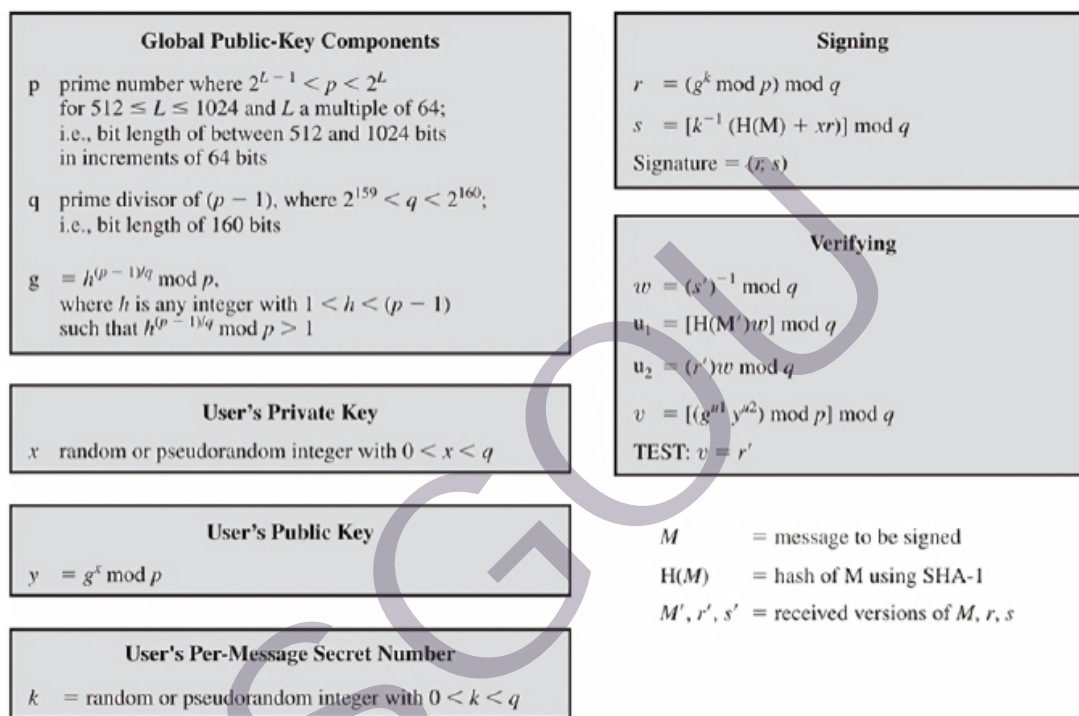 Global Public-Key Components
p prime number where 2^{L − 1} < p < 2^L
for 512 ≤ L ≤ 1024 and L a multiple of 64;
i.e., bit length of between 512 and 1024 bits
in increments of 64 bits
q prime divisor of (p − 1), where 2^{159} < q < 2^{160};
i.e., bit length of 160 bits
g = h^{(p − 1)/q} mod p,
where h is any integer with 1 < h < (p − 1)
such that h^{(p − 1)/q} mod p > 1
User's Private Key
x random or pseudorandom integer with 0 < x < q
User's Public Key
y = g^x mod p
User's Per-Message Secret Number
k = random or pseudorandom integer with 0 < k < q
Signing
r = (g^k mod p) mod q
s = [k^{−1} (H(M) + xr)] mod q
Signature = (r, s)
Verifying
w = (s′)^{−1} mod q
u_1 = [H(M′)w] mod q
u_2 = (r′)w mod q
v = [(g^{u1} y^{u2}) mod p] mod q
TEST: v = r′
M = message to be signed
H(M) = hash of M using SHA-1
M′, r′, s′ = received versions of M, r, s
SGOU